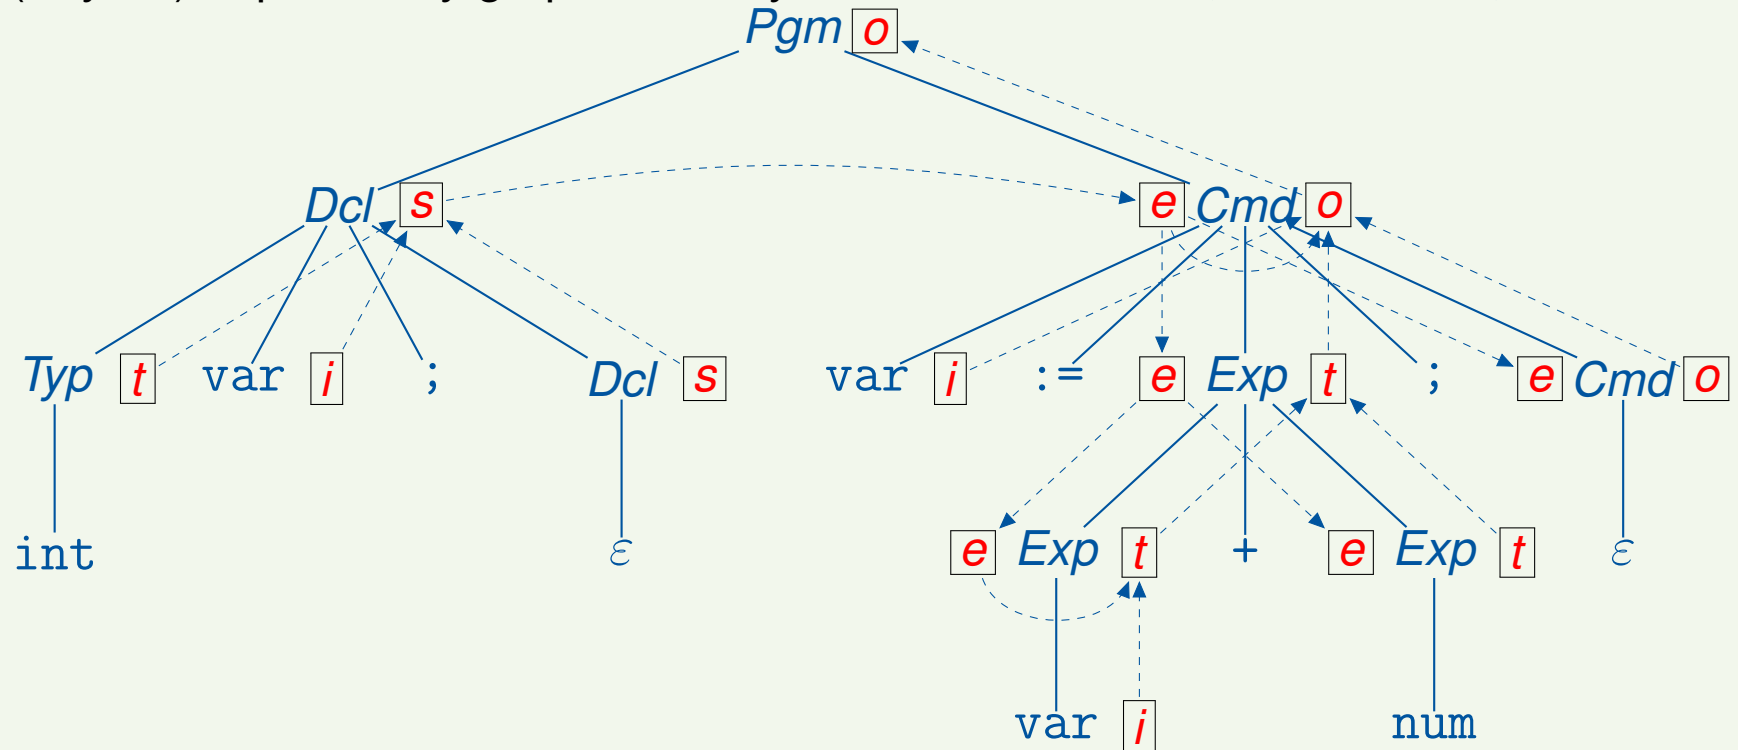 Pgm o
Dcl s e Cmd o
Typ t var i ; Dcl s var i := e Exp t ; e Cmd o
int ε e Exp t + e Exp t ε
var i num